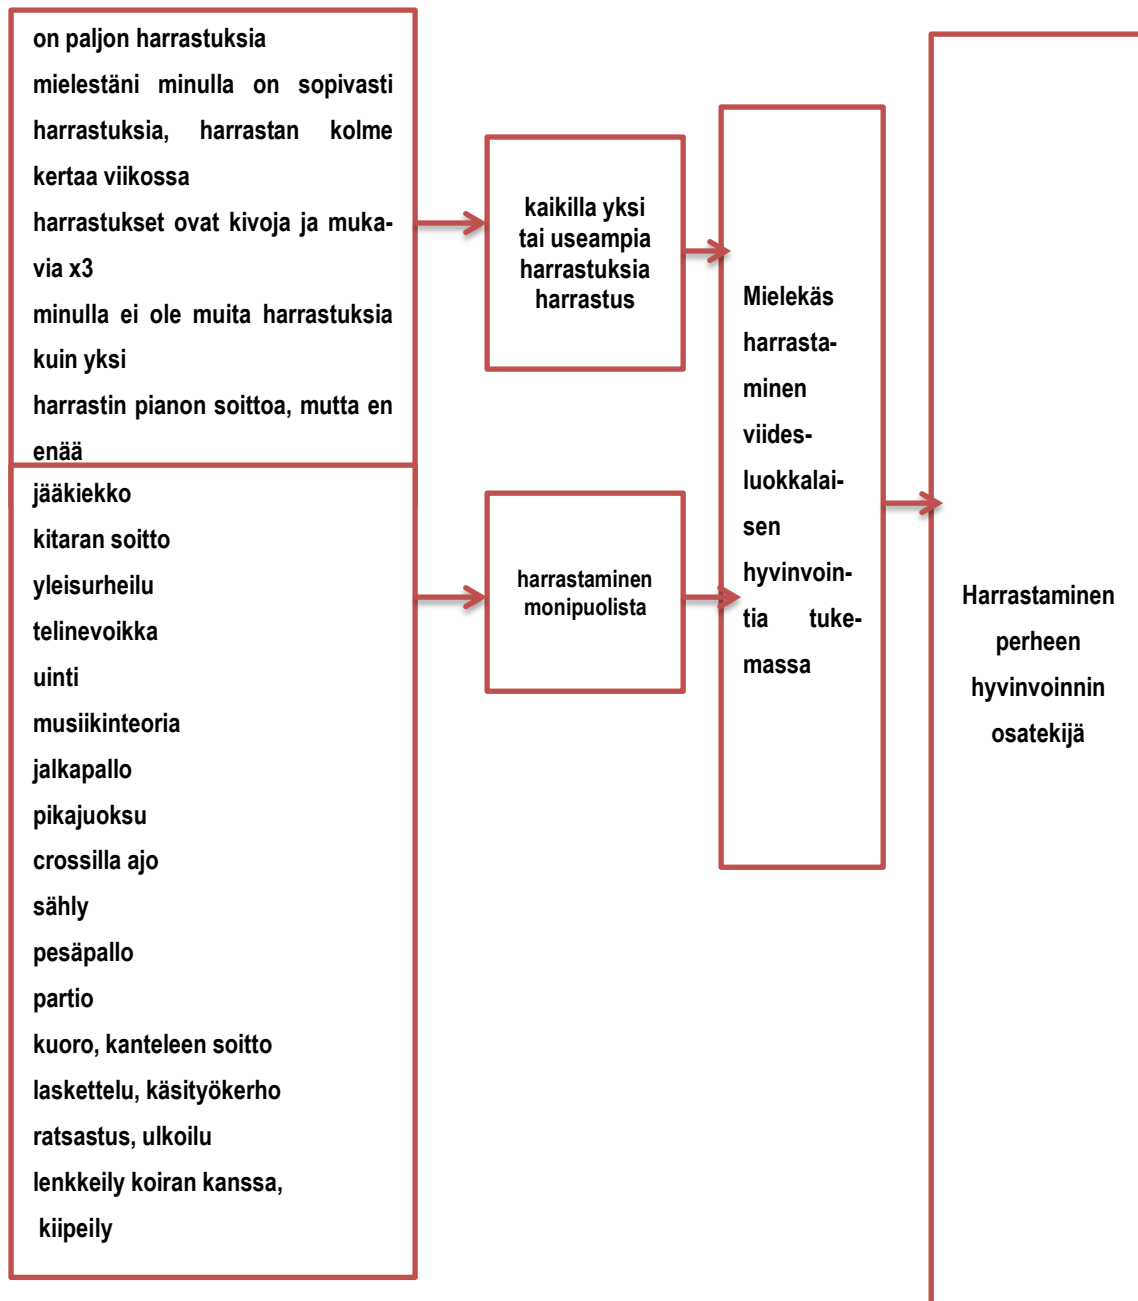 on paljon harrastuksia
mielestäni minulla on sopivasti
harrastuksia, harrastan kolme
kertaa viikossa
harrastukset ovat kivoja ja muka-
via x3
minulla ei ole muita harrastuksia
kuin yksi
harrastin pianon soittoa, mutta en
enää
jääkiekko
kitaran soitto
yleisurheilu
telinevoikka
uinti
musiikinteoria
jalkapallo
pikajuoksu
crossilla ajo
sähly
pesäpallo
partio
kuoro, kanteleen soitto
laskettelu, käsityökerho
ratsastus, ulkoilu
lenkkeily koiran kanssa,
kiipeily
kaikilla yksi
tai useampia
harrastuksia
harrastus
harrastaminen
monipuolista
Mielekäs
harrasta-
minen
viides-
luokkalai-
sen
hyvinvoin-
tia tuke-
massa
Harrastaminen
perheen
hyvinvoinnin
osatekijä